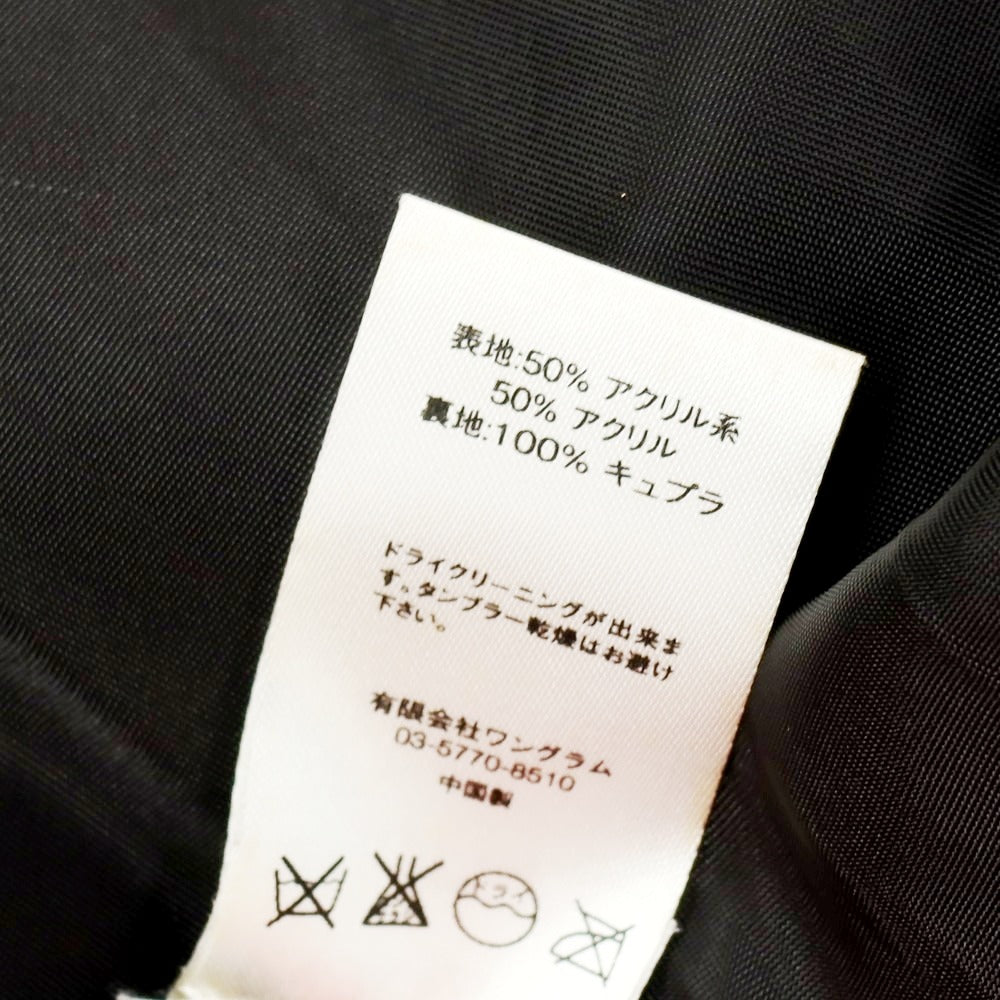 表地:50% アクリル系
50% アクリル
裏地:100% キュプラ
ドライクリーニングが出来ま
す。タンブラー乾燥はお避け
下さい。
有限会社ワングラム
03-5770-8510
中国製
ドライ